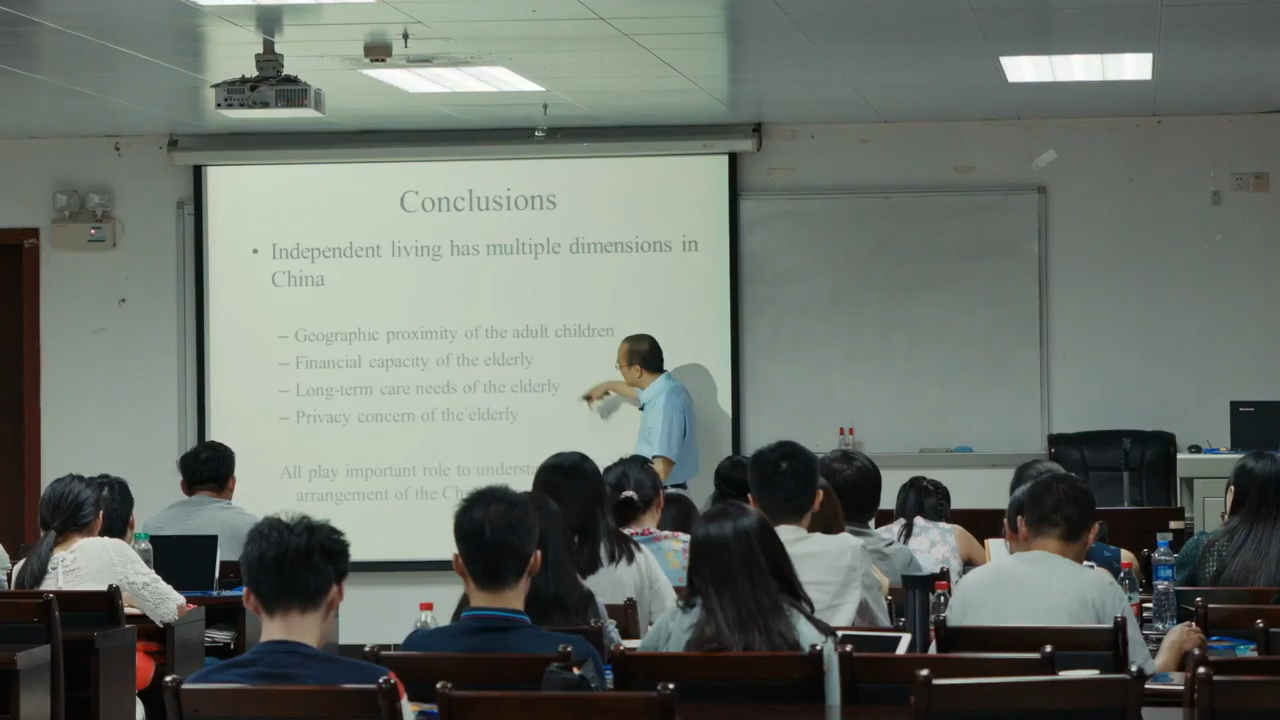 Conclusions
• Independent living has multiple dimensions in
China
– Geographic proximity of the adult children
– Financial capacity of the elderly
– Long-term care needs of the elderly
– Privacy concern of the elderly
All play important role to understa
arrangement of the Chi